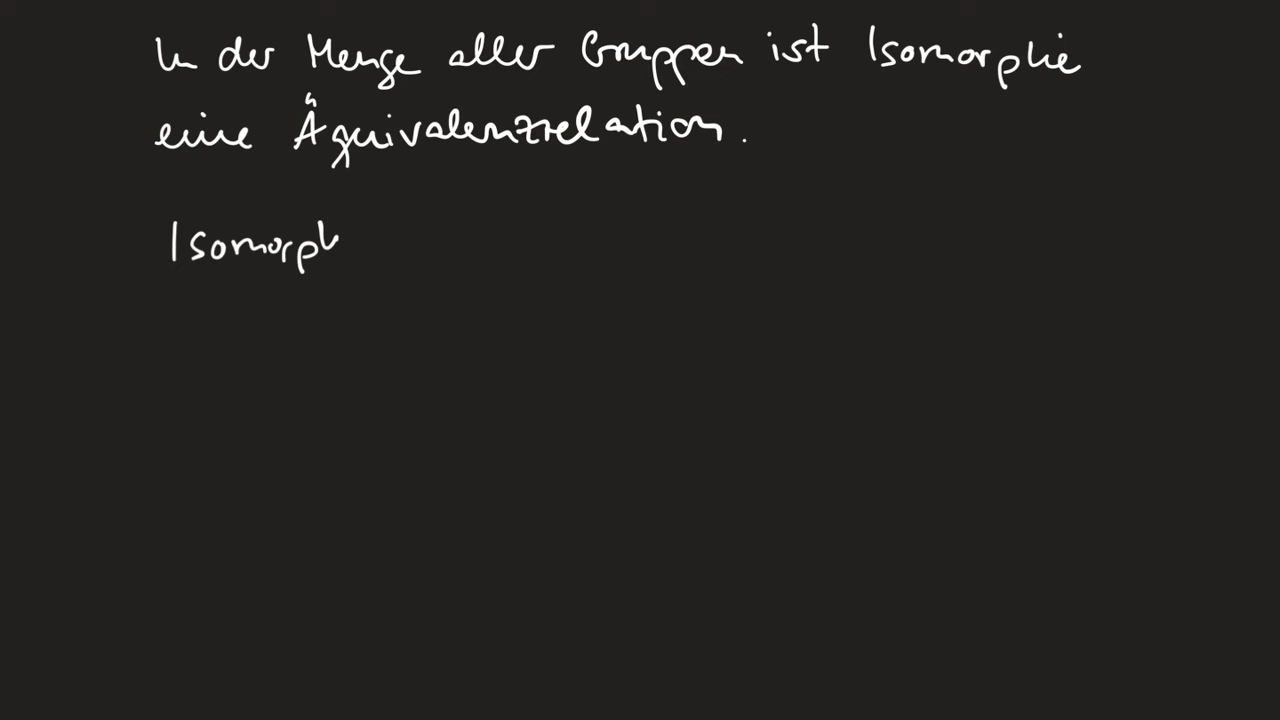 In der Menge aller Gruppen ist Isomorphie
eine Äquivalenzrelation.
Isomorph